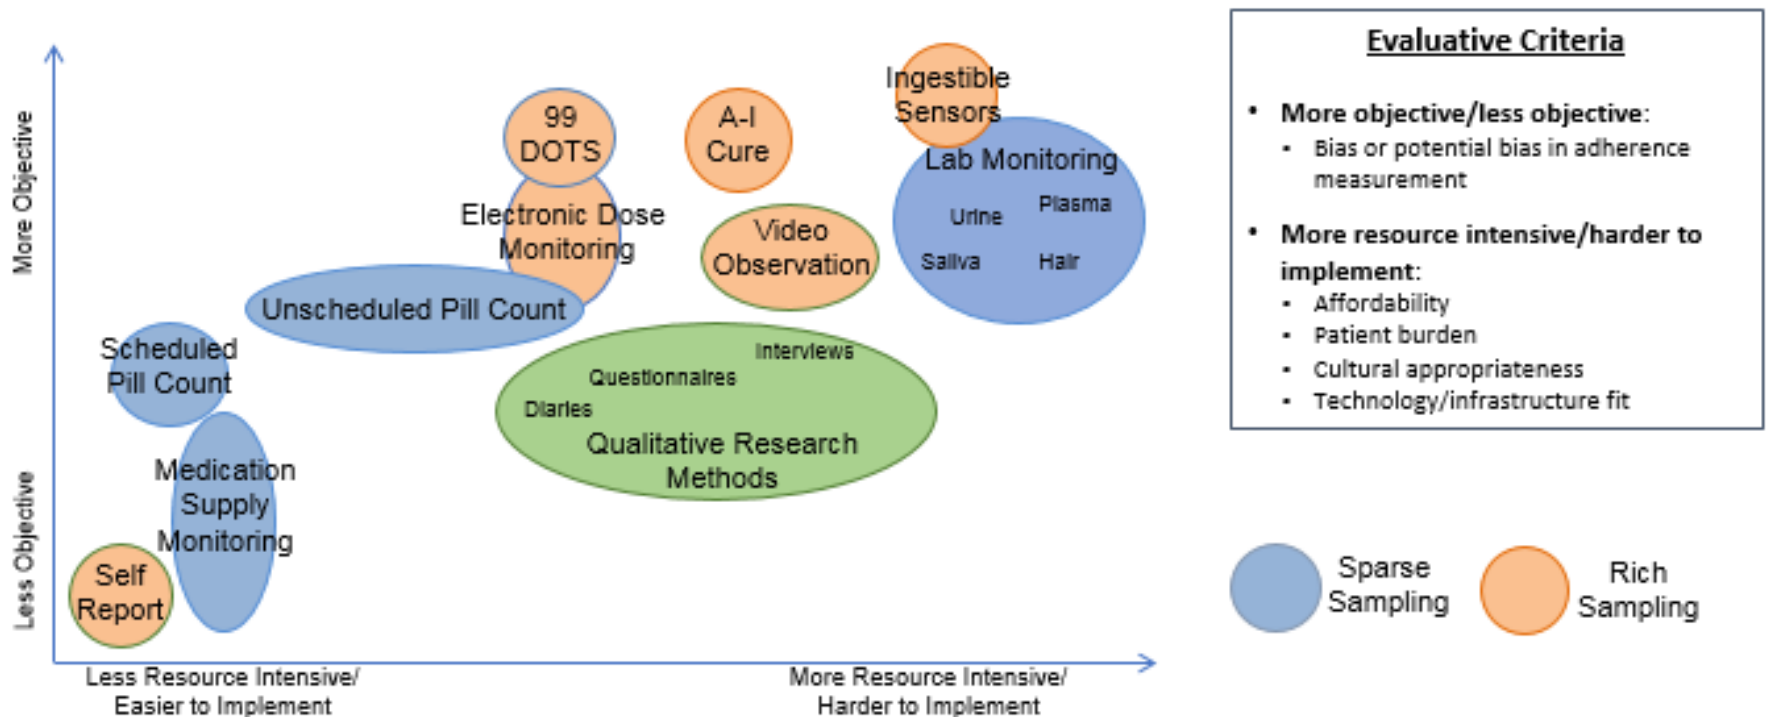 More Objective
Less Objective
99
DOTS
A-I
Cure
Ingestible
Sensors
Lab Monitoring
Urine
Plasma
Saliva
Hair
Electronic Dose
Monitoring
Video
Observation
Unscheduled Pill Count
Scheduled
Pill Count
Interviews
Questionnaires
Diaries
Qualitative Research
Methods
Medication
Supply
Monitoring
Self
Report
Less Resource Intensive/
Easier to Implement
More Resource Intensive/
Harder to Implement
Evaluative Criteria
• More objective/less objective:
▪ Bias or potential bias in adherence
measurement
• More resource intensive/harder to
implement:
▪ Affordability
▪ Patient burden
▪ Cultural appropriateness
▪ Technology/infrastructure fit
Sparse
Sampling
Rich
Sampling